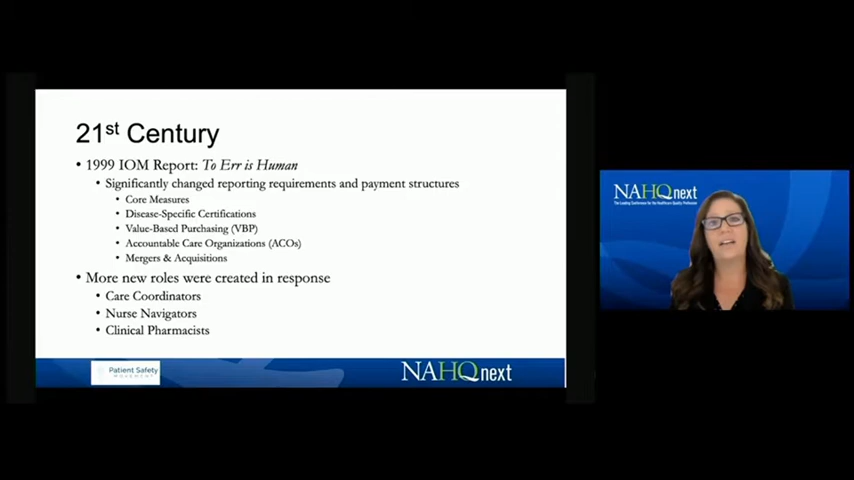 21st Century
• 1999 IOM Report: To Err is Human
• Significantly changed reporting requirements and payment structures
• Core Measures
• Disease-Specific Certifications
• Value-Based Purchasing (VBP)
• Accountable Care Organizations (ACOs)
• Mergers & Acquisitions
• More new roles were created in response
• Care Coordinators
• Nurse Navigators
• Clinical Pharmacists
Patient Safety
MOVEMENT
NAHQnext
NAHQnext
The Leading Conference for the Healthcare Quality Profession